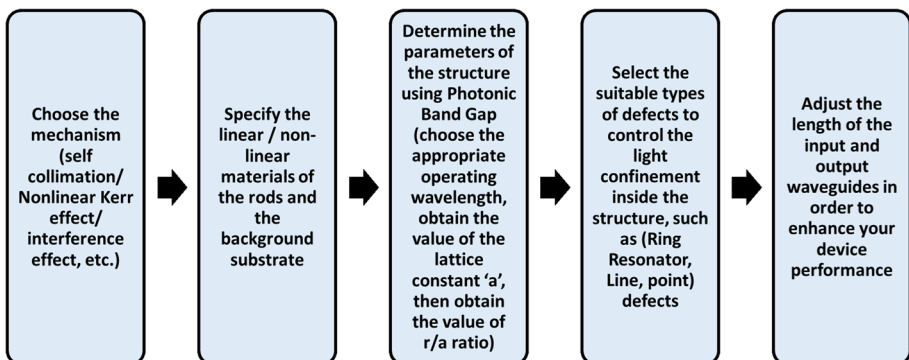 Choose the
mechanism
(self
collimation/
Nonlinear Kerr
effect/
interference
effect, etc.)
Specify the
linear / non-
linear materials
of the rods and
the
background
substrate
Determine the
parameters of
the structure
using Photonic
Band Gap
(choose the
appropriate
operating
wavelength,
obtain the
value of the
lattice
constant ‘a’,
then obtain
the value of
r/a ratio)
Select the
suitable types
of defects to
control the
light
confinement
inside the
structure, such
as (Ring
Resonator,
Line, point)
defects
Adjust the
length of the
input and
output
waveguides in
order to
enhance your
device
performance